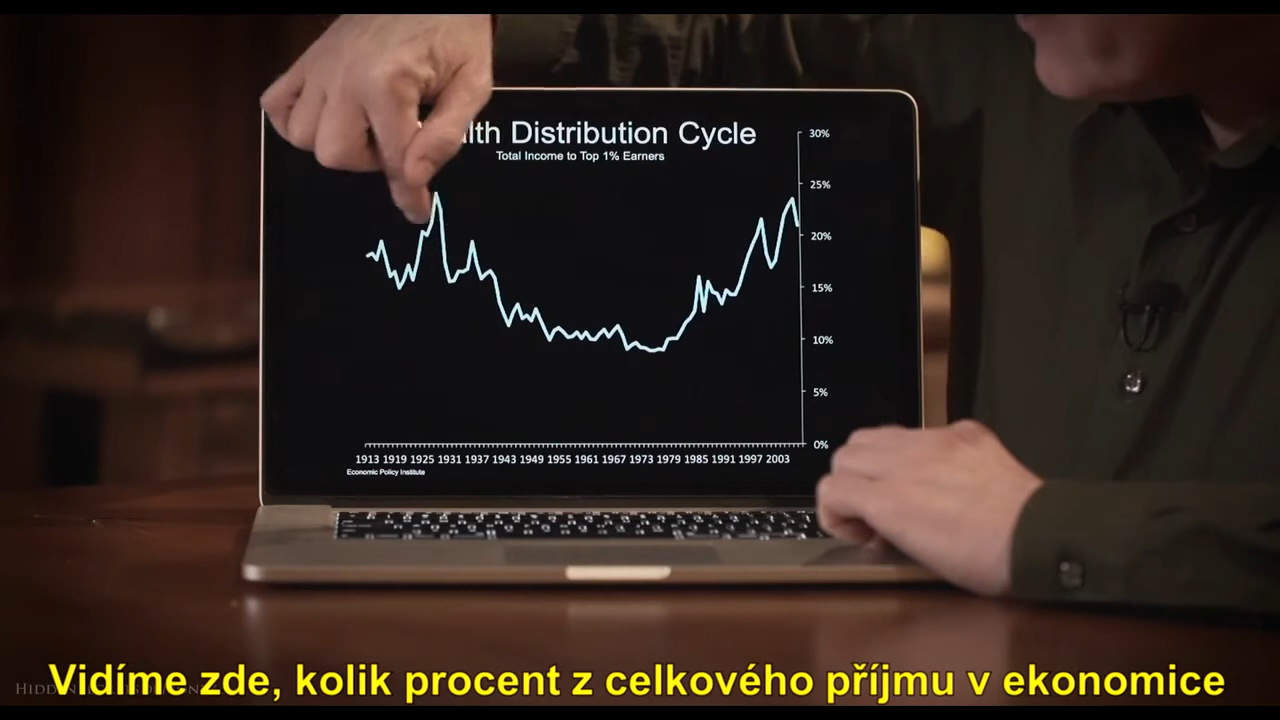 lth Distribution Cycle
Total Income to Top 1% Earners
30%
25%
20%
15%
10%
5%
0%
1913 1919 1925 1931 1937 1943 1949 1955 1961 1967 1973 1979 1985 1991 1997 2003
Economic Policy Institute
Vidíme zde, kolik procent z celkového příjmu v ekonomice